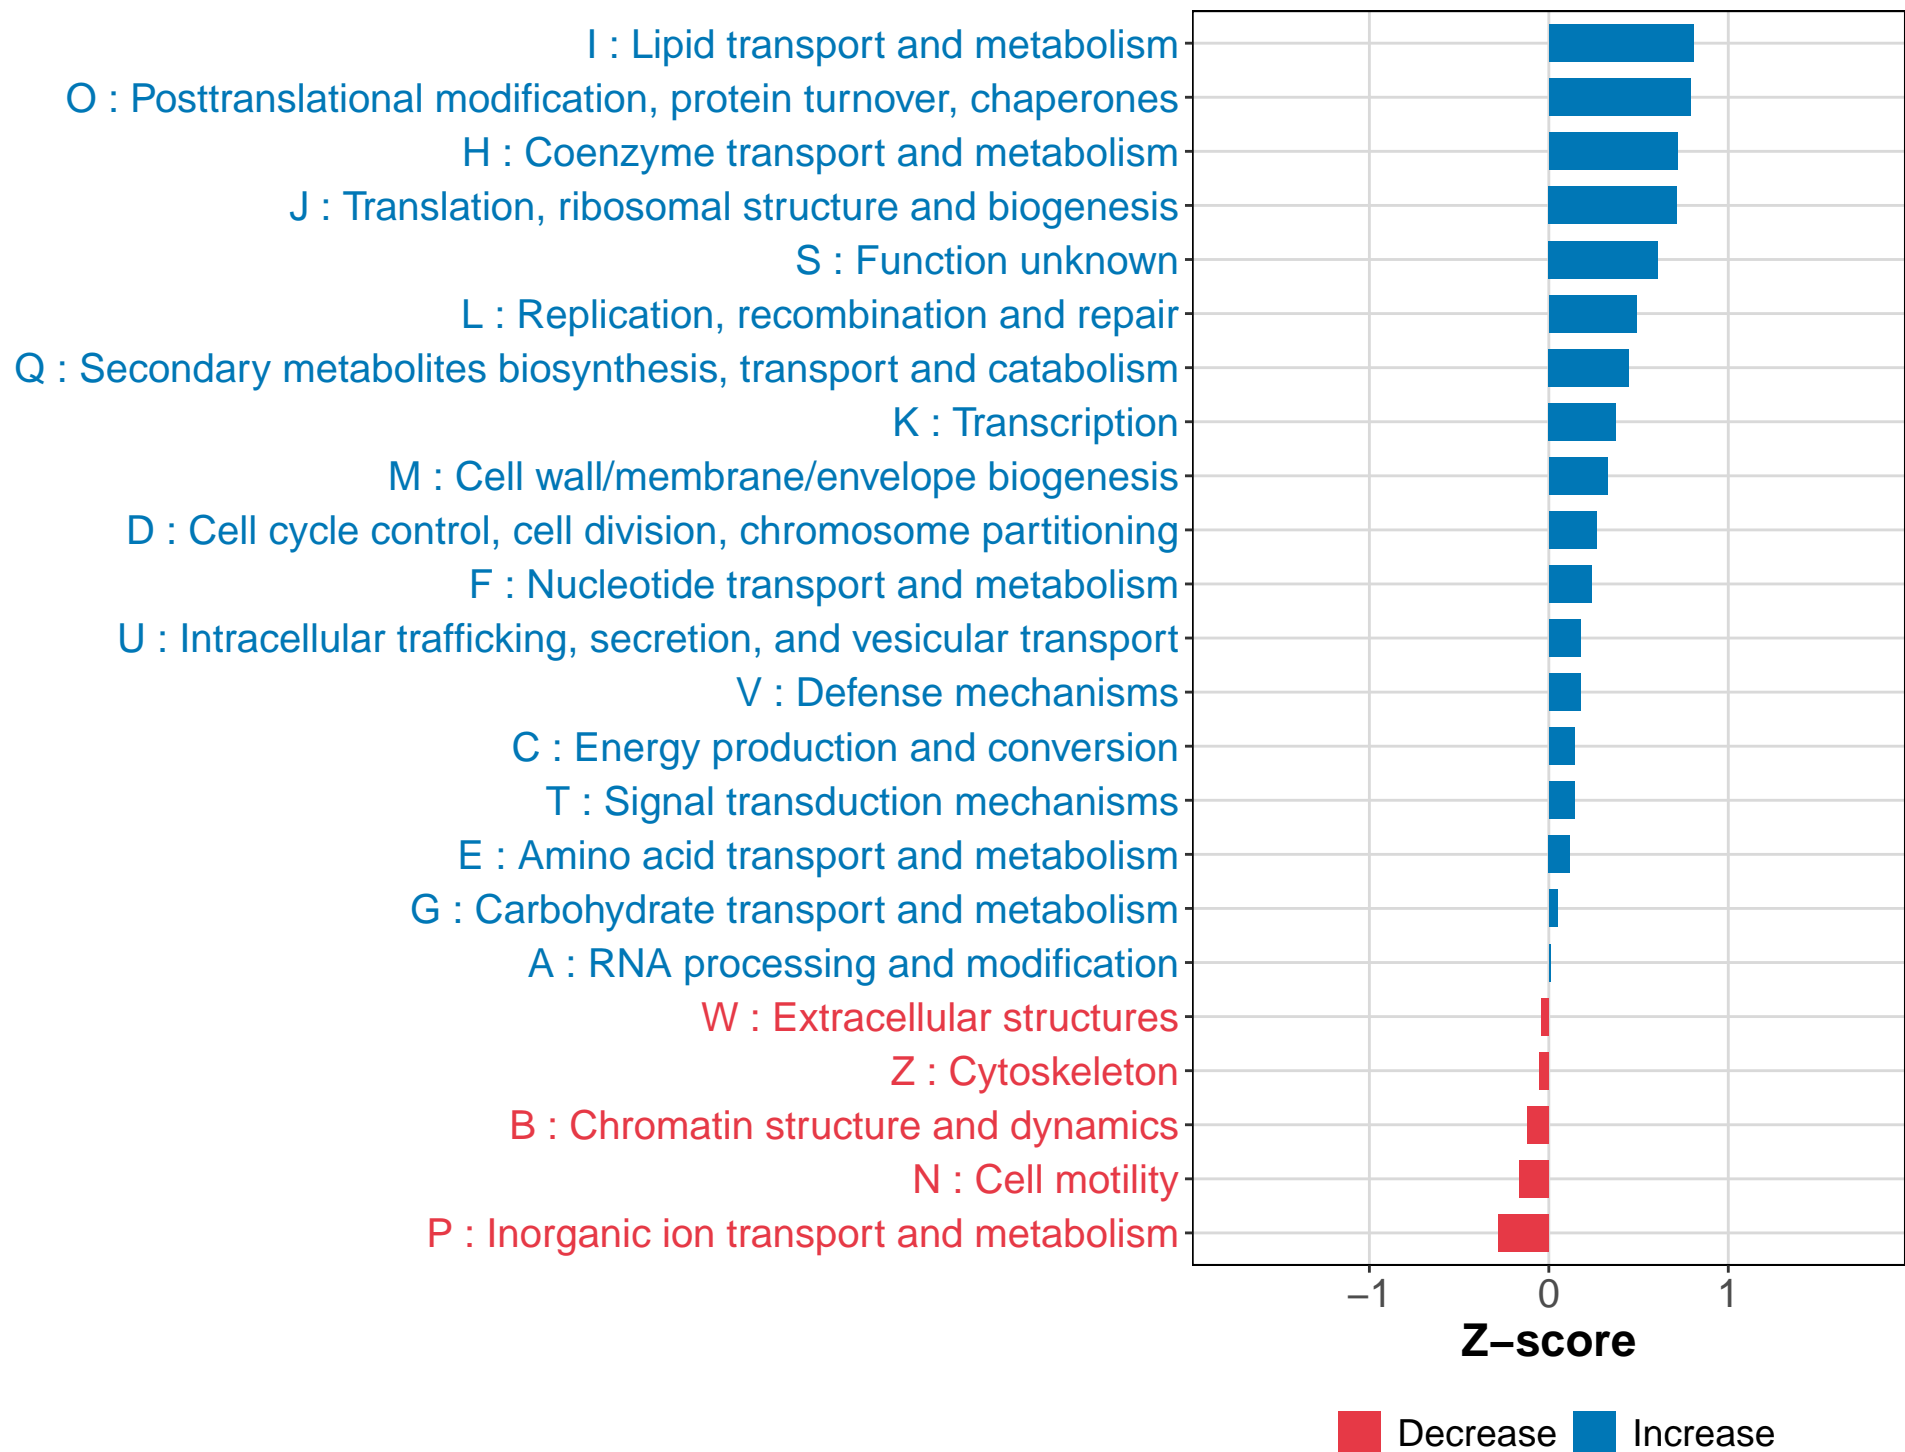 I : Lipid transport and metabolism
O : Posttranslational modification, protein turnover, chaperones
H : Coenzyme transport and metabolism
J : Translation, ribosomal structure and biogenesis
S : Function unknown
L : Replication, recombination and repair
Q : Secondary metabolites biosynthesis, transport and catabolism
K : Transcription
M : Cell wall/membrane/envelope biogenesis
D : Cell cycle control, cell division, chromosome partitioning
F : Nucleotide transport and metabolism
U : Intracellular trafficking, secretion, and vesicular transport
V : Defense mechanisms
C : Energy production and conversion
T : Signal transduction mechanisms
E : Amino acid transport and metabolism
G : Carbohydrate transport and metabolism
A : RNA processing and modification
W : Extracellular structures
Z : Cytoskeleton
B : Chromatin structure and dynamics
N : Cell motility
P : Inorganic ion transport and metabolism
−1 0 1
Z−score
Decrease Increase